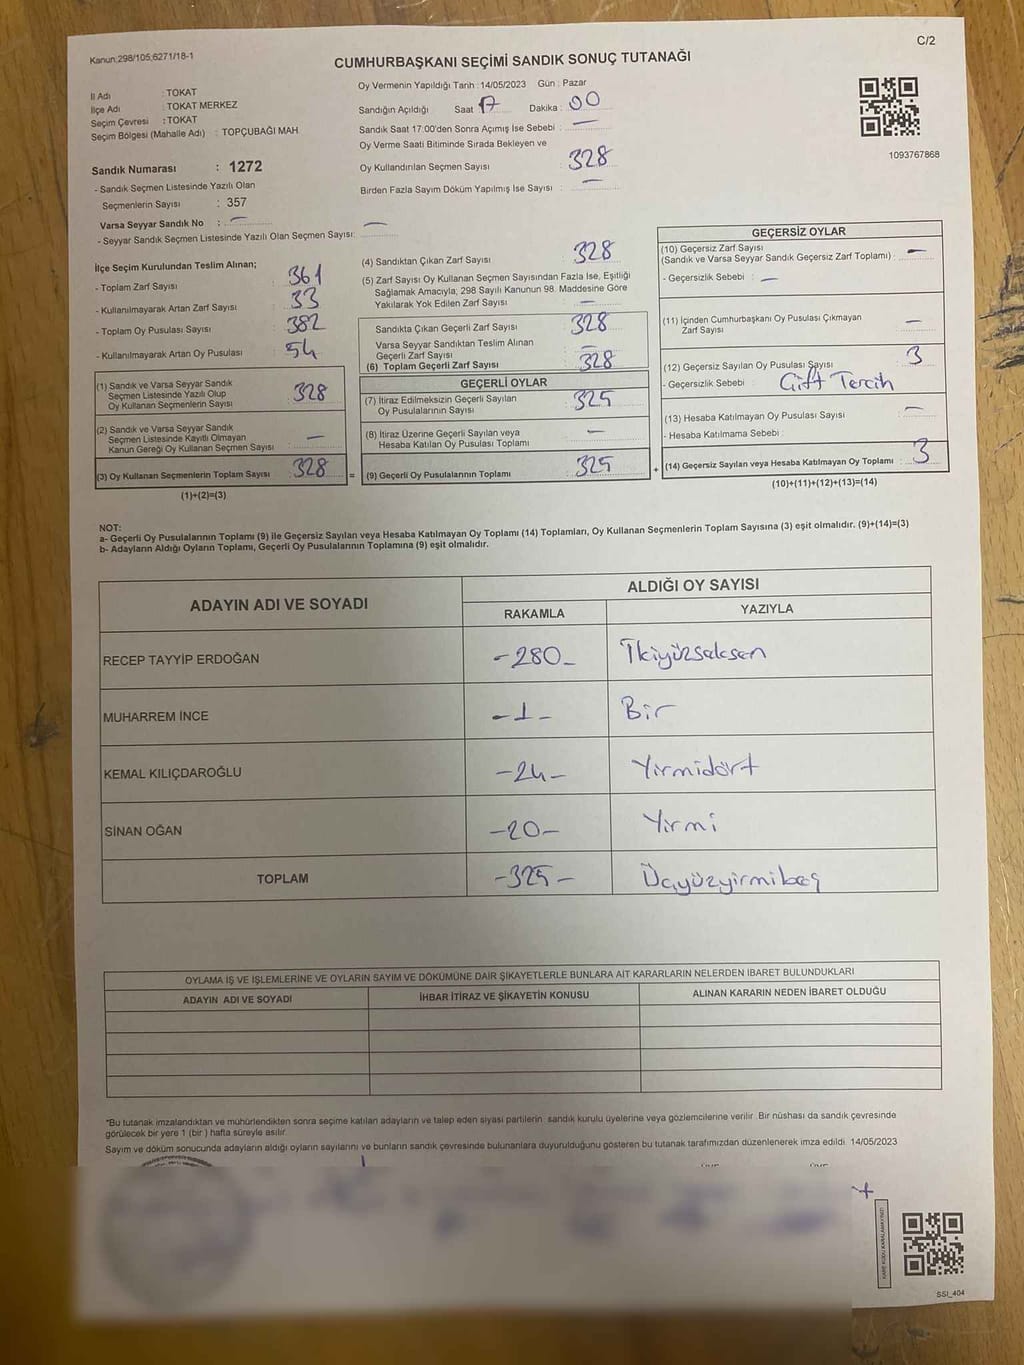 Kanun:298/105;6271/18-1
C/2
CUMHURBAŞKANI SEÇİMİ SANDIK SONUÇ TUTANAĞI
İl Adı : TOKAT
İlçe Adı : TOKAT MERKEZ
Seçim Çevresi : TOKAT
Seçim Bölgesi (Mahalle Adı) : TOPÇUBAĞI MAH
Sandık Numarası : 1272
- Sandık Seçmen Listesinde Yazılı Olan
Seçmenlerin Sayısı : 357
Varsa Seyyar Sandık No : —
- Seyyar Sandık Seçmen Listesinde Yazılı Olan Seçmen Sayısı: —
Oy Vermenin Yapıldığı Tarih : 14/05/2023 Gün : Pazar
Sandığın Açıldığı Saat 17 Dakika : 00
Sandık Saat 17.00'den Sonra Açımış İse Sebebi : —
Oy Verme Saati Bitiminde Sırada Bekleyen ve
Oy Kullandırılan Seçmen Sayısı : 328
Birden Fazla Sayım Döküm Yapılmış İse Sayısı : —
1093767868
İlçe Seçim Kurulundan Teslim Alınan;
- Toplam Zarf Sayısı : 361
- Kullanılmayarak Artan Zarf Sayısı : 33
- Toplam Oy Pusulası Sayısı : 382
- Kullanılmayarak Artan Oy Pusulası : 54
(1) Sandık ve Varsa Seyyar Sandık
Seçmen Listesinde Yazılı Olup
Oy Kullanan Seçmenlerin Sayısı 328
(2) Sandık ve Varsa Seyyar Sandık
Seçmen Listesinde Kayıtlı Olmayan
Kanun Gereği Oy Kullanan Seçmen Sayısı —
(3) Oy Kullanan Seçmenlerin Toplam Sayısı 328 =
(1)+(2)=(3)
(4) Sandıktan Çıkan Zarf Sayısı : 328
(5) Zarf Sayısı Oy Kullanan Seçmen Sayısından Fazla İse, Eşitliği
Sağlamak Amacıyla; 298 Sayılı Kanunun 98. Maddesine Göre
Yakılarak Yok Edilen Zarf Sayısı : —
Sandıkta Çıkan Geçerli Zarf Sayısı : 328
Varsa Seyyar Sandıktan Teslim Alınan
Geçerli Zarf Sayısı : —
(6) Toplam Geçerli Zarf Sayısı : 328
GEÇERLİ OYLAR
(7) İtiraz Edilmeksizin Geçerli Sayılan
Oy Pusulalarının Sayısı : 325
(8) İtiraz Üzerine Geçerli Sayılan veya
Hesaba Katılan Oy Pusulası Toplamı : —
(9) Geçerli Oy Pusulalarının Toplamı : 325 +
GEÇERSİZ OYLAR
(10) Geçersiz Zarf Sayısı
(Sandık ve Varsa Seyyar Sandık Geçersiz Zarf Toplamı) : —
- Geçersizlik Sebebi : —
(11) İçinden Cumhurbaşkanı Oy Pusulası Çıkmayan
Zarf Sayısı : —
(12) Geçersiz Sayılan Oy Pusulası Sayısı : 3
- Geçersizlik Sebebi : Çift Tercih
(13) Hesaba Katılmayan Oy Pusulası Sayısı : —
- Hesaba Katılmama Sebebi :
(14) Geçersiz Sayılan veya Hesaba Katılmayan Oy Toplamı : 3
(10)+(11)+(12)+(13)=(14)
NOT:
a- Geçerli Oy Pusulalarının Toplamı (9) ile Geçersiz Sayılan veya Hesaba Katılmayan Oy Toplamı (14) Toplamları, Oy Kullanan Seçmenlerin Toplam Sayısına (3) eşit olmalıdır. (9)+(14)=(3)
b- Adayların Aldığı Oyların Toplamı, Geçerli Oy Pusulalarının Toplamına (9) eşit olmalıdır.
ADAYIN ADI VE SOYADI
ALDIĞI OY SAYISI
RAKAMLA YAZIYLA
RECEP TAYYİP ERDOĞAN -280- İkiyüzseksen
MUHARREM İNCE -1- Bir
KEMAL KILIÇDAROĞLU -24- Yirmidört
SİNAN OĞAN -20- Yirmi
TOPLAM -325- Üçyüzyirmibeş
OYLAMA İŞ VE İŞLEMLERİNE VE OYLARIN SAYIM VE DÖKÜMÜNE DAİR ŞİKAYETLERLE BUNLARA AİT KARARLARIN NELERDEN İBARET BULUNDUKLARI
ADAYIN ADI VE SOYADI İHBAR İTİRAZ VE ŞİKAYETİN KONUSU ALINAN KARARIN NEDEN İBARET OLDUĞU
*Bu tutanak imzalandıktan ve mühürlendikten sonra seçime katılan adayların ve talep eden siyasi partilerin sandık kurulu üyelerine veya gözlemcilerine verilir. Bir nüshası da sandık çevresinde
görülecek bir yere 1 (bir) hafta süreyle asılır.
Sayım ve döküm sonucunda adayların aldığı oyların sayılarını ve bunların sandık çevresinde bulunanlara duyurulduğunu gösteren bu tutanak tarafımızdan düzenlenerek imza edildi. 14/05/2023
KARE KODU KARALAMAYINIZ!
SSI_404